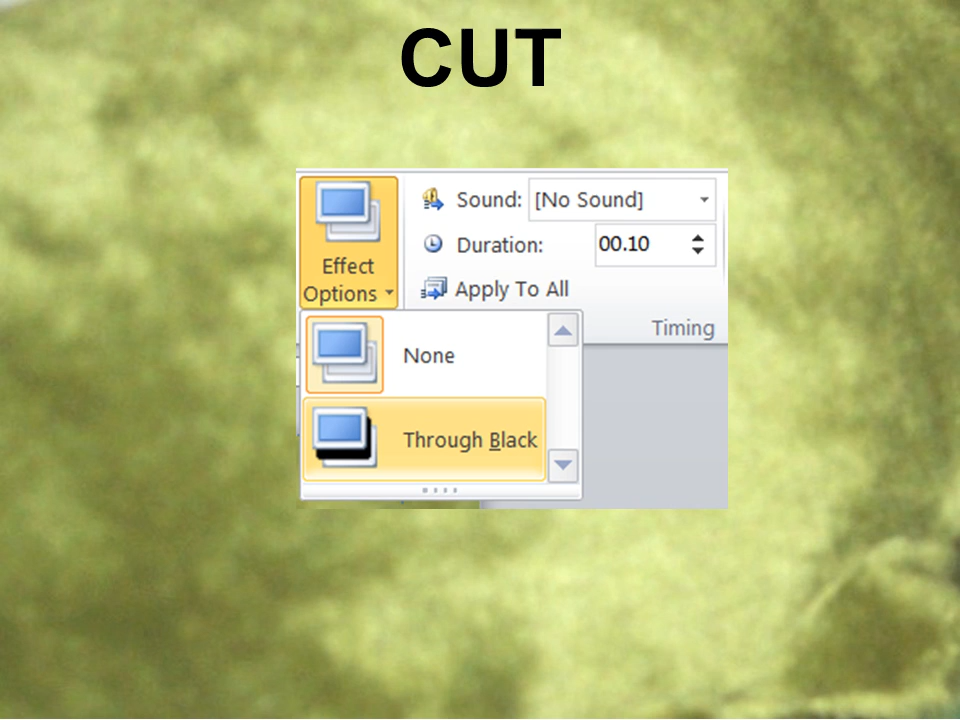 CUT
Sound: [No Sound]
Duration: 00.10
Effect
Options
Apply To All
Timing
None
Through Black